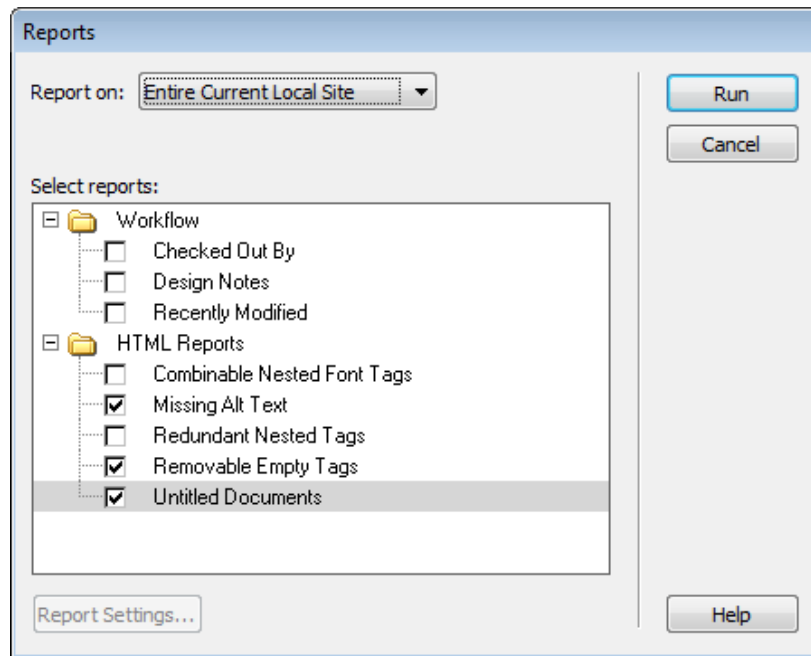 Reports
Report on: Entire Current Local Site
Run
Cancel
Select reports:
Workflow
Checked Out By
Design Notes
Recently Modified
HTML Reports
Combinable Nested Font Tags
Missing Alt Text
Redundant Nested Tags
Removable Empty Tags
Untitled Documents
Report Settings...
Help